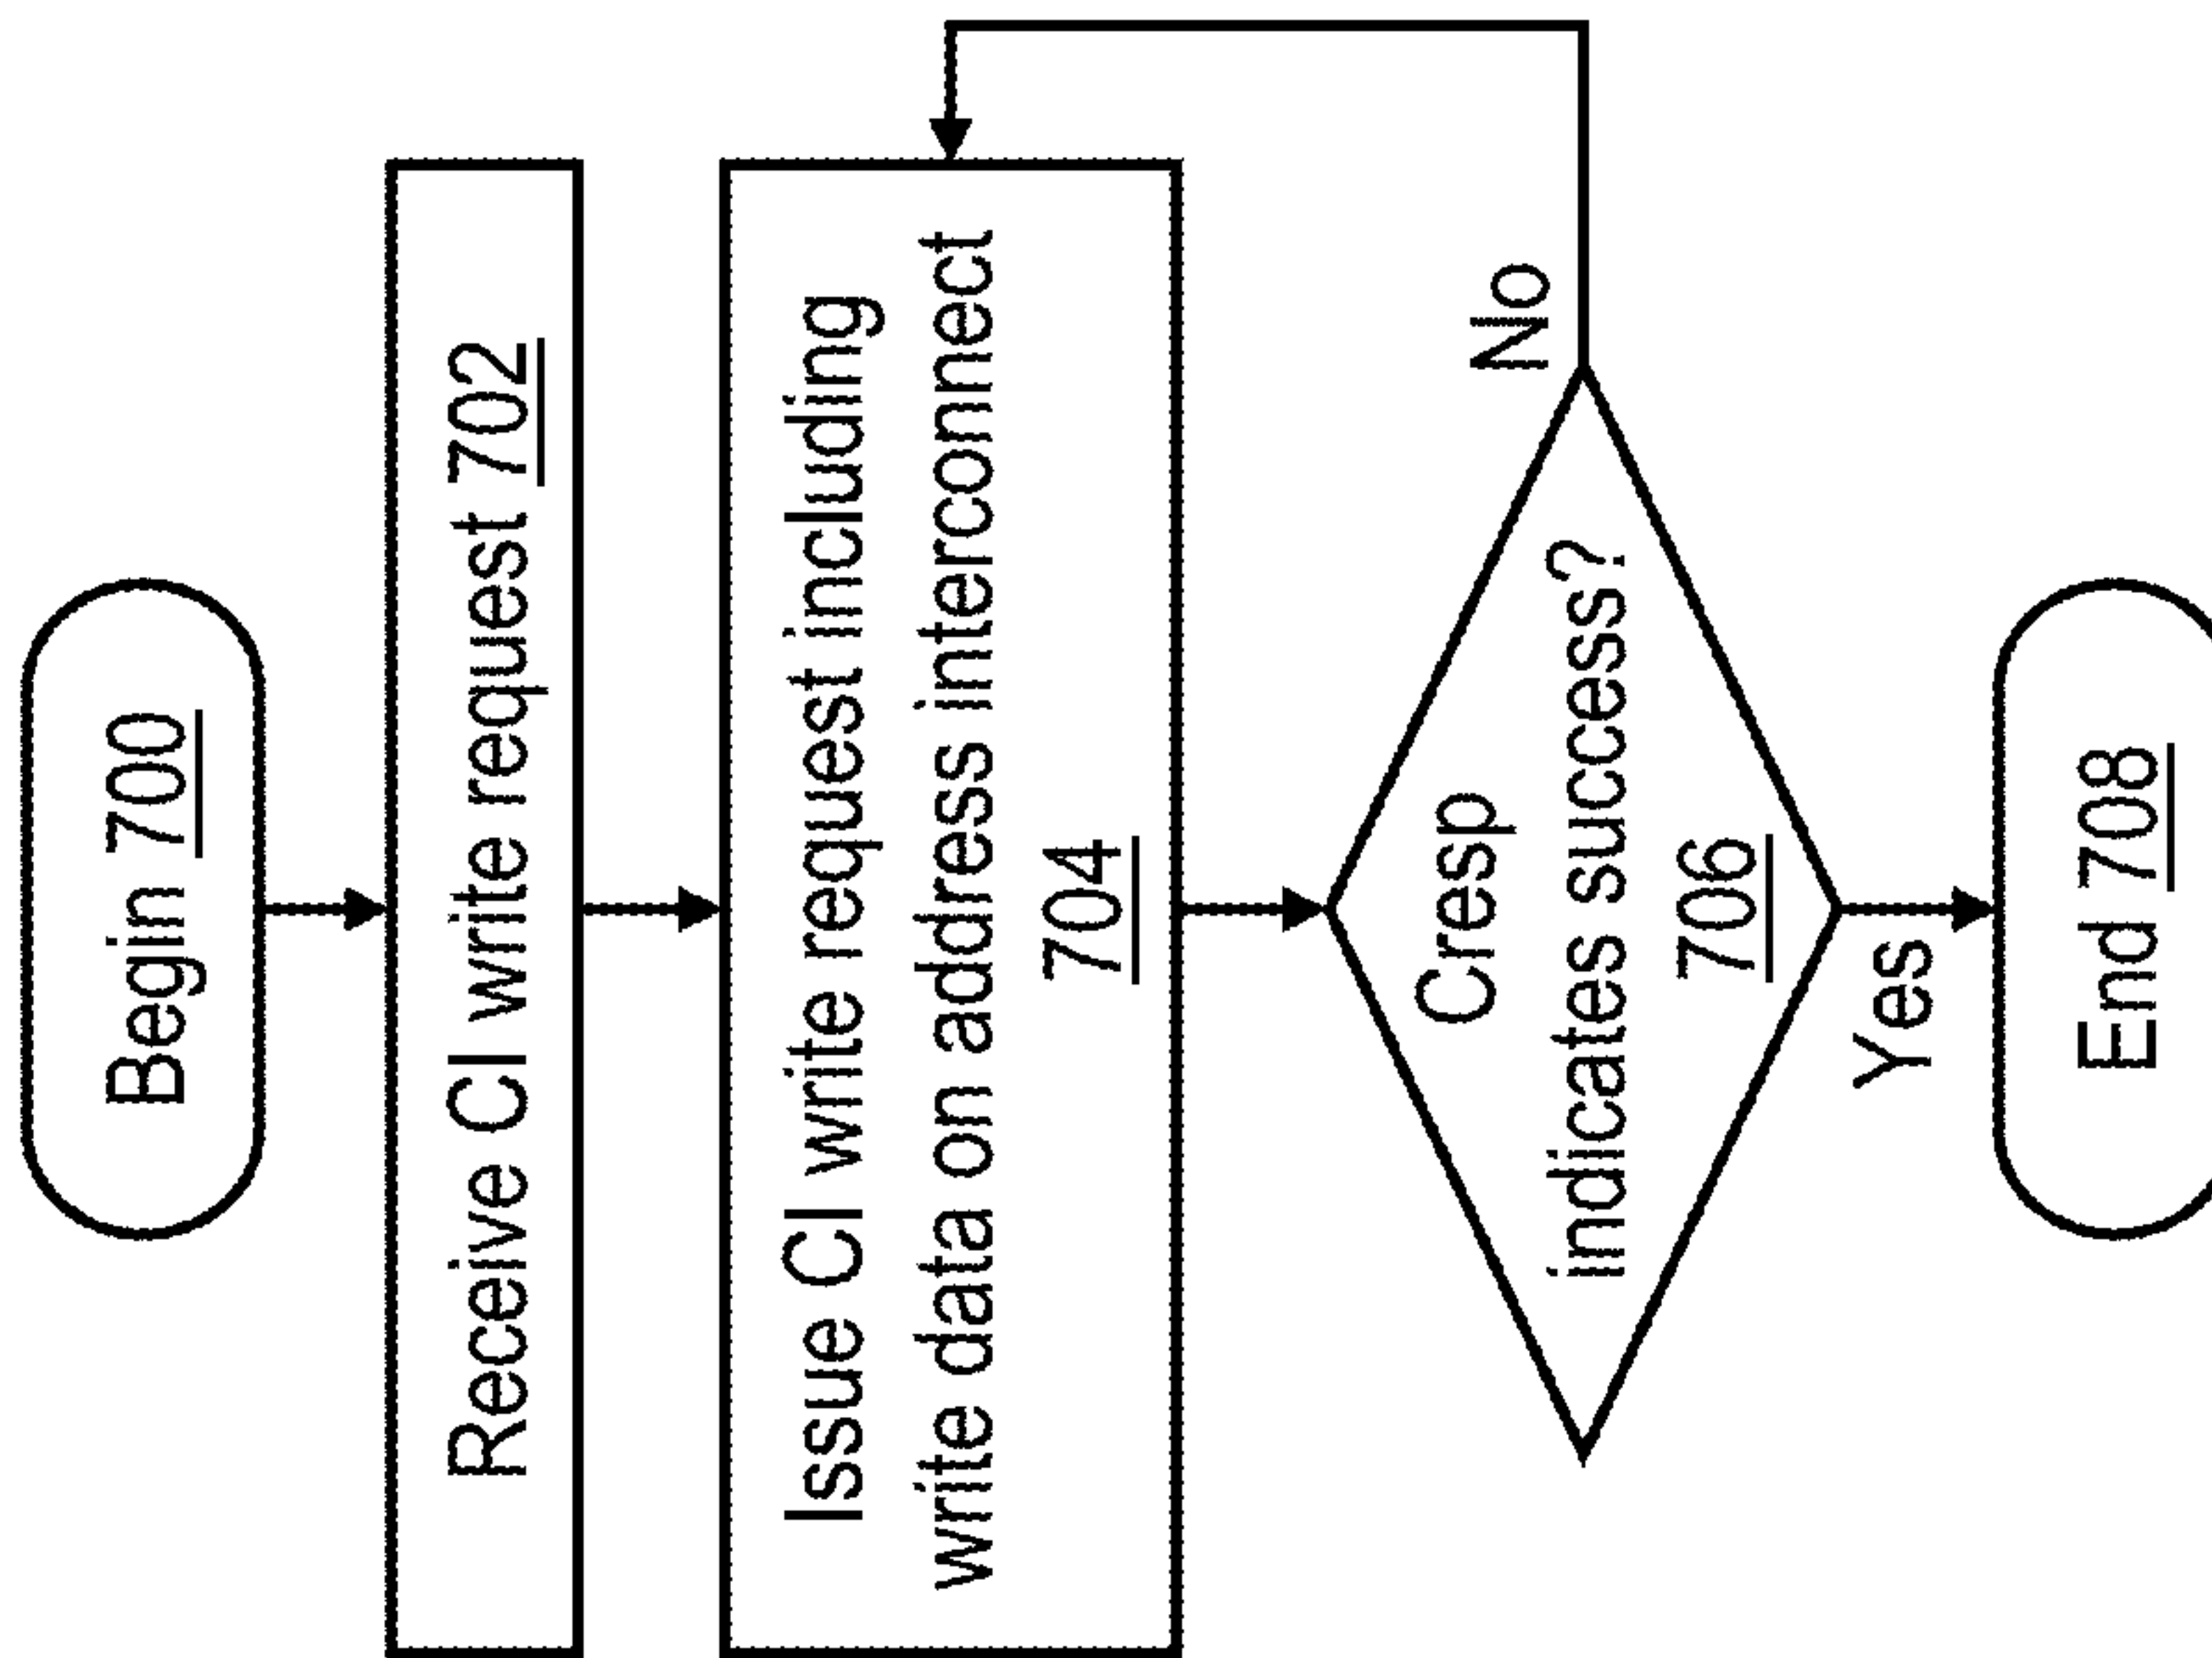 Begin 700
Receive CI write request 702
Issue CI write request including
write data on address interconnect
704
Cresp
indicates success?
706
No
Yes
End 708